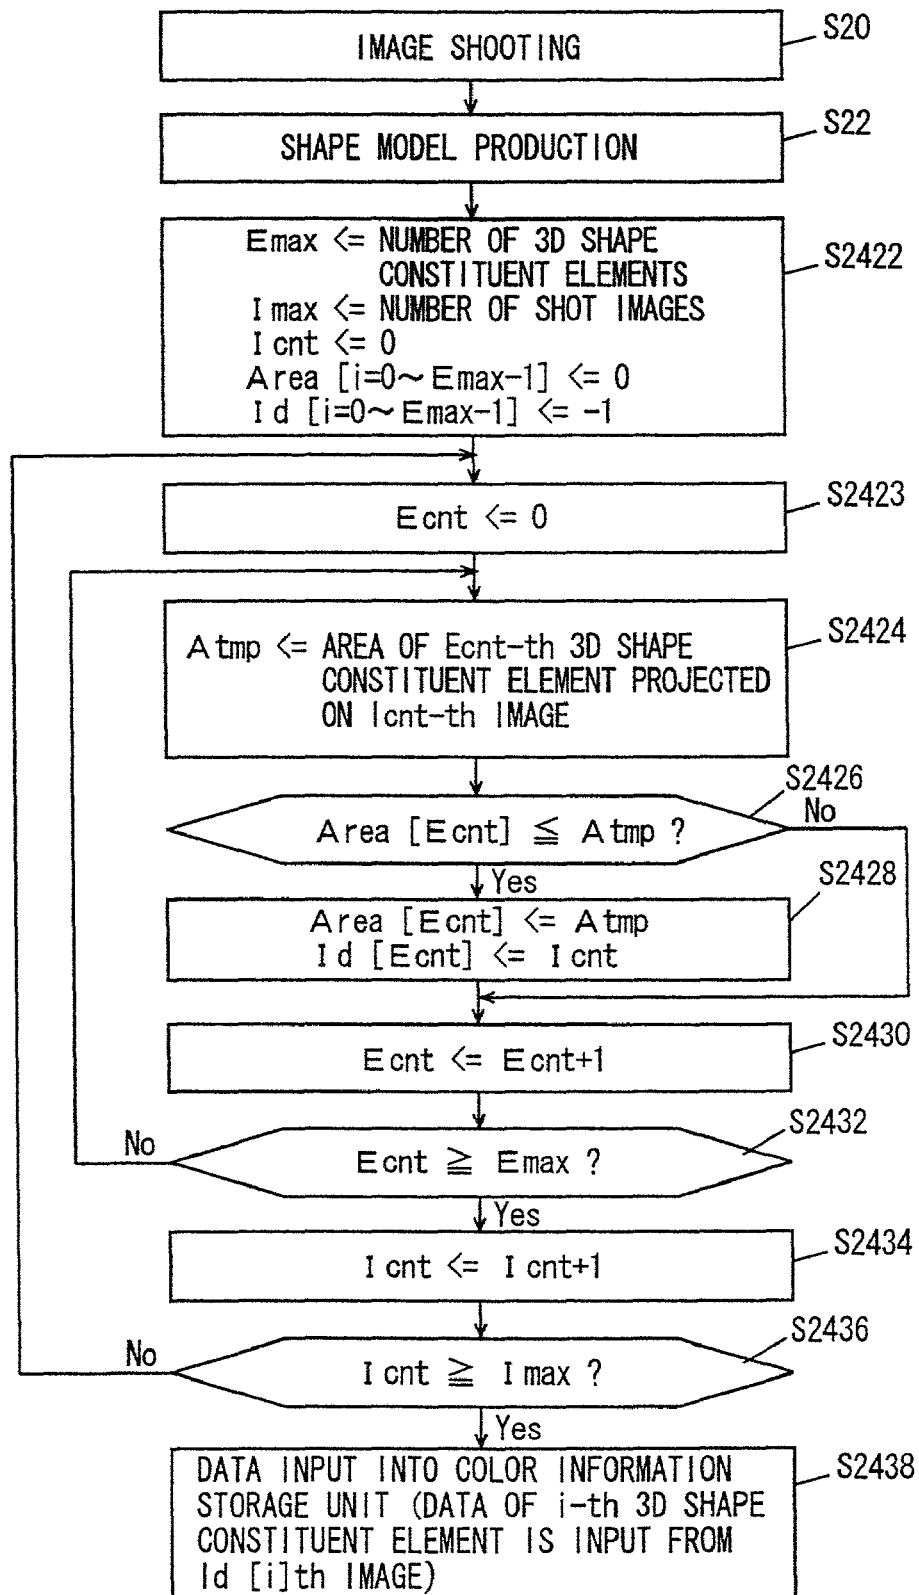 IMAGE SHOOTING
S20
SHAPE MODEL PRODUCTION
S22
Emax <= NUMBER OF 3D SHAPE
CONSTITUENT ELEMENTS
Imax <= NUMBER OF SHOT IMAGES
Icnt <= 0
Area [i=0~Emax-1] <= 0
Id [i=0~Emax-1] <= -1
S2422
Ecnt <= 0
S2423
Atmp <= AREA OF Ecnt-th 3D SHAPE
CONSTITUENT ELEMENT PROJECTED
ON Icnt-th IMAGE
S2424
Area [Ecnt] ≦ Atmp ?
S2426
No
Yes
Area [Ecnt] <= Atmp
Id [Ecnt] <= Icnt
S2428
Ecnt <= Ecnt+1
S2430
Ecnt ≧ Emax ?
S2432
No
Yes
Icnt <= Icnt+1
S2434
Icnt ≧ Imax ?
S2436
No
Yes
DATA INPUT INTO COLOR INFORMATION
STORAGE UNIT (DATA OF i-th 3D SHAPE
CONSTITUENT ELEMENT IS INPUT FROM
Id [i]th IMAGE)
S2438